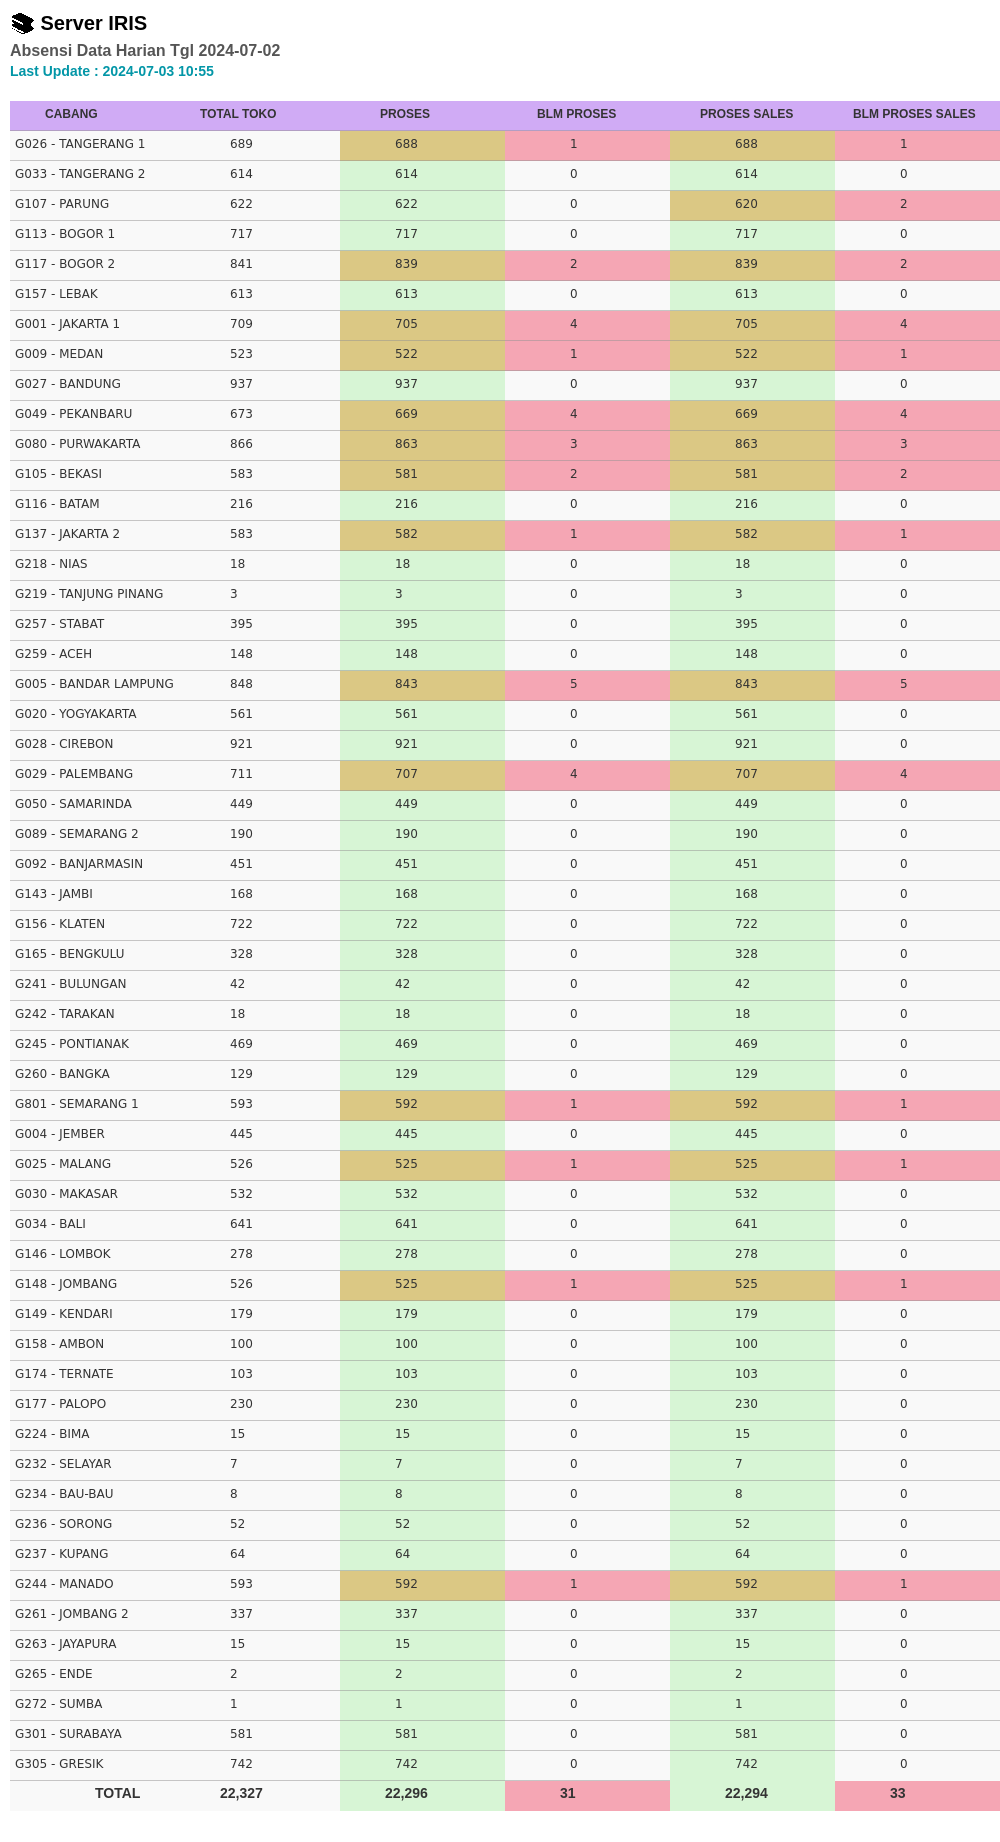 Server IRIS
Absensi Data Harian Tgl 2024-07-02
Last Update : 2024-07-03 10:55
CABANG TOTAL TOKO PROSES BLM PROSES PROSES SALES BLM PROSES SALES
G026 - TANGERANG 1 689 688 1 688 1
G033 - TANGERANG 2 614 614 0 614 0
G107 - PARUNG 622 622 0 620 2
G113 - BOGOR 1 717 717 0 717 0
G117 - BOGOR 2 841 839 2 839 2
G157 - LEBAK 613 613 0 613 0
G001 - JAKARTA 1 709 705 4 705 4
G009 - MEDAN 523 522 1 522 1
G027 - BANDUNG 937 937 0 937 0
G049 - PEKANBARU 673 669 4 669 4
G080 - PURWAKARTA 866 863 3 863 3
G105 - BEKASI 583 581 2 581 2
G116 - BATAM 216 216 0 216 0
G137 - JAKARTA 2 583 582 1 582 1
G218 - NIAS 18 18 0 18 0
G219 - TANJUNG PINANG 3 3 0 3 0
G257 - STABAT 395 395 0 395 0
G259 - ACEH 148 148 0 148 0
G005 - BANDAR LAMPUNG 848 843 5 843 5
G020 - YOGYAKARTA 561 561 0 561 0
G028 - CIREBON 921 921 0 921 0
G029 - PALEMBANG 711 707 4 707 4
G050 - SAMARINDA 449 449 0 449 0
G089 - SEMARANG 2 190 190 0 190 0
G092 - BANJARMASIN 451 451 0 451 0
G143 - JAMBI 168 168 0 168 0
G156 - KLATEN 722 722 0 722 0
G165 - BENGKULU 328 328 0 328 0
G241 - BULUNGAN 42 42 0 42 0
G242 - TARAKAN 18 18 0 18 0
G245 - PONTIANAK 469 469 0 469 0
G260 - BANGKA 129 129 0 129 0
G801 - SEMARANG 1 593 592 1 592 1
G004 - JEMBER 445 445 0 445 0
G025 - MALANG 526 525 1 525 1
G030 - MAKASAR 532 532 0 532 0
G034 - BALI 641 641 0 641 0
G146 - LOMBOK 278 278 0 278 0
G148 - JOMBANG 526 525 1 525 1
G149 - KENDARI 179 179 0 179 0
G158 - AMBON 100 100 0 100 0
G174 - TERNATE 103 103 0 103 0
G177 - PALOPO 230 230 0 230 0
G224 - BIMA 15 15 0 15 0
G232 - SELAYAR 7 7 0 7 0
G234 - BAU-BAU 8 8 0 8 0
G236 - SORONG 52 52 0 52 0
G237 - KUPANG 64 64 0 64 0
G244 - MANADO 593 592 1 592 1
G261 - JOMBANG 2 337 337 0 337 0
G263 - JAYAPURA 15 15 0 15 0
G265 - ENDE 2 2 0 2 0
G272 - SUMBA 1 1 0 1 0
G301 - SURABAYA 581 581 0 581 0
G305 - GRESIK 742 742 0 742 0
TOTAL 22,327 22,296 31 22,294 33